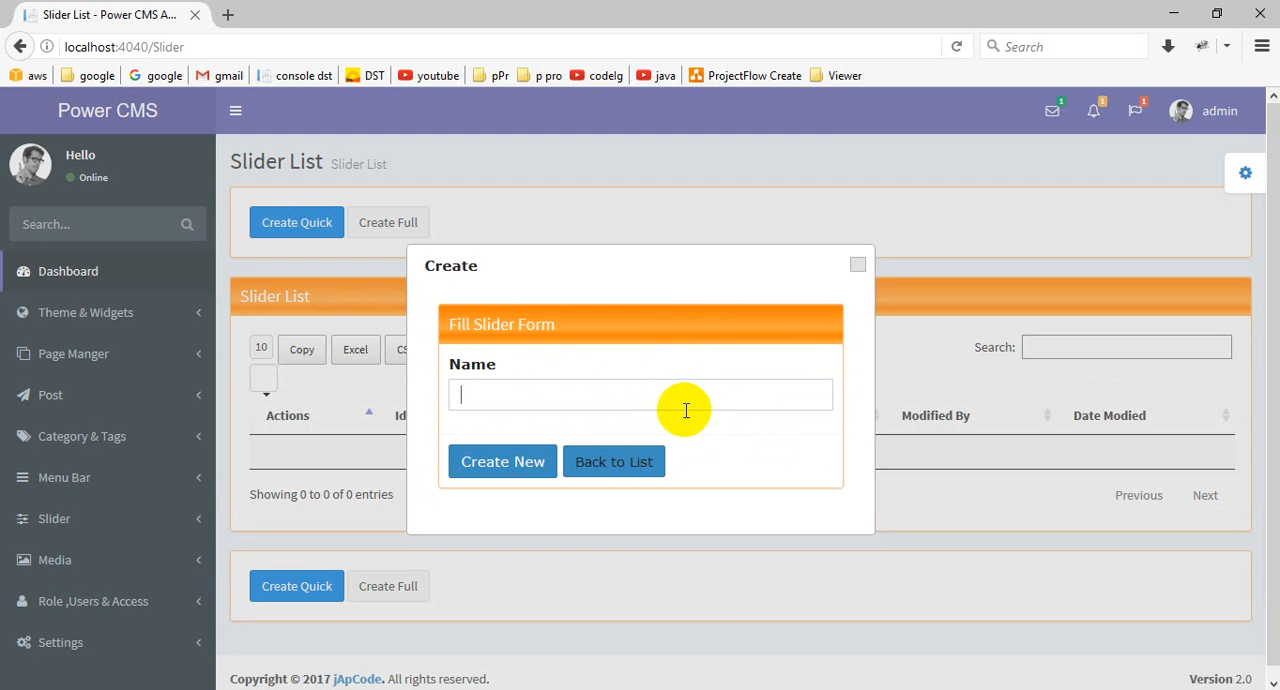 Slider List - Power CMS A...
localhost:4040/Slider
Search
aws google google gmail console dst DST youtube pPr p pro codelg java ProjectFlow Create Viewer
Power CMS
1 1 1 admin
Hello
Online
Search...
Dashboard
Theme & Widgets
Page Manger
Post
Category & Tags
Menu Bar
Slider
Media
Role ,Users & Access
Settings
Slider List Slider List
Create Quick Create Full
Slider List
10 Copy Excel
Search:
Actions Modified By Date Modied
Showing 0 to 0 of 0 entries
Previous Next
Create
Fill Slider Form
Name
Create New Back to List
Create Quick Create Full
Copyright © 2017 jApCode. All rights reserved.
Version 2.0